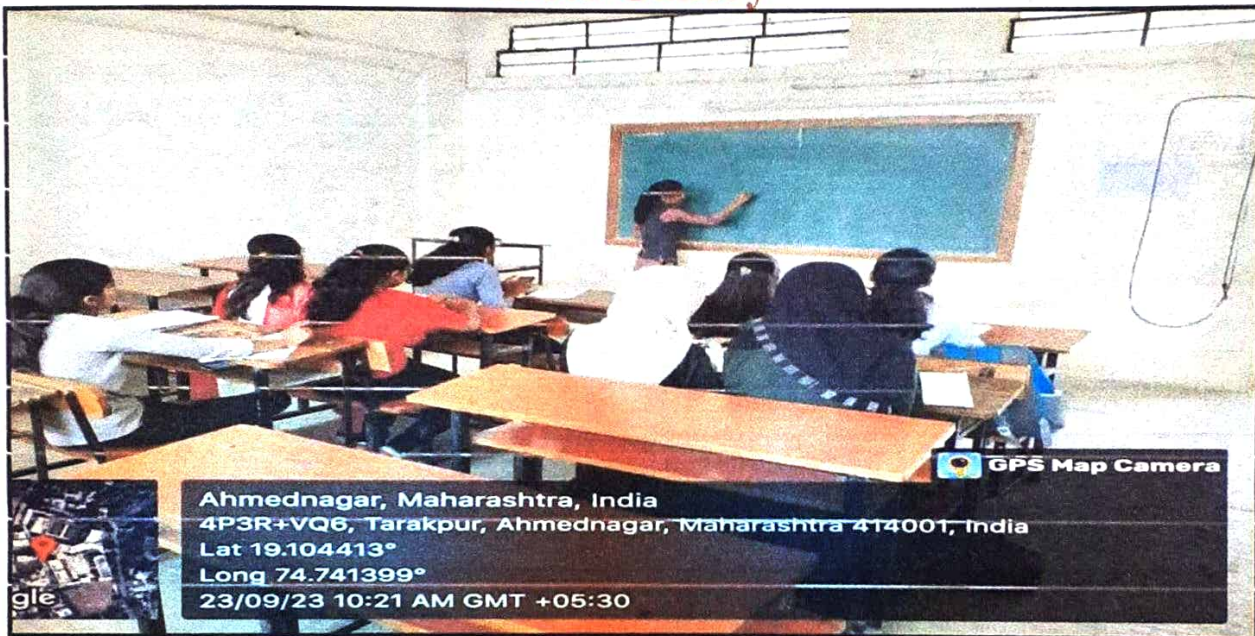 GPS Map Camera
Ahmednagar, Maharashtra, India
4P3R+VQ6, Tarakpur, Ahmednagar, Maharashtra 414001, India
Lat 19.104413°
Long 74.741399°
23/09/23 10:21 AM GMT +05:30
gle